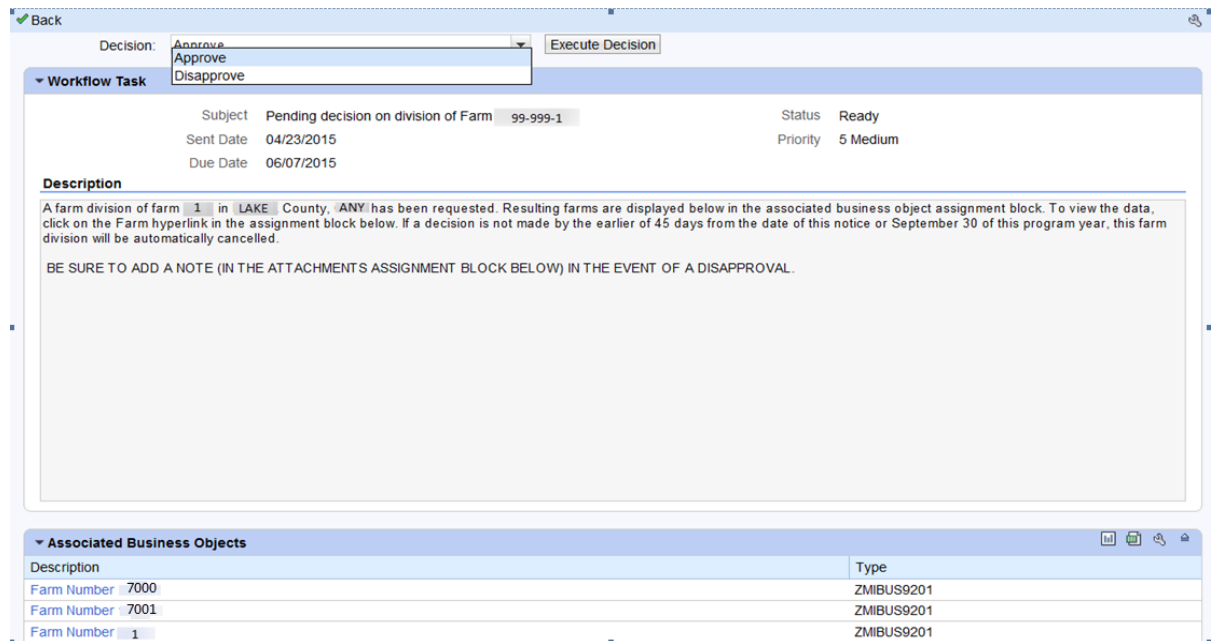 Back
Decision: Approve Execute Decision
Approve
Disapprove
Workflow Task
Subject Pending decision on division of Farm 99-999-1 Status Ready
Sent Date 04/23/2015 Priority 5 Medium
Due Date 06/07/2015
Description
A farm division of farm 1 in LAKE County, ANY has been requested. Resulting farms are displayed below in the associated business object assignment block. To view the data,
click on the Farm hyperlink in the assignment block below. If a decision is not made by the earlier of 45 days from the date of this notice or September 30 of this program year, this farm
division will be automatically cancelled.
BE SURE TO ADD A NOTE (IN THE ATTACHMENTS ASSIGNMENT BLOCK BELOW) IN THE EVENT OF A DISAPPROVAL.
Associated Business Objects
Description Type
Farm Number 7000 ZMIBUS9201
Farm Number 7001 ZMIBUS9201
Farm Number 1 ZMIBUS9201